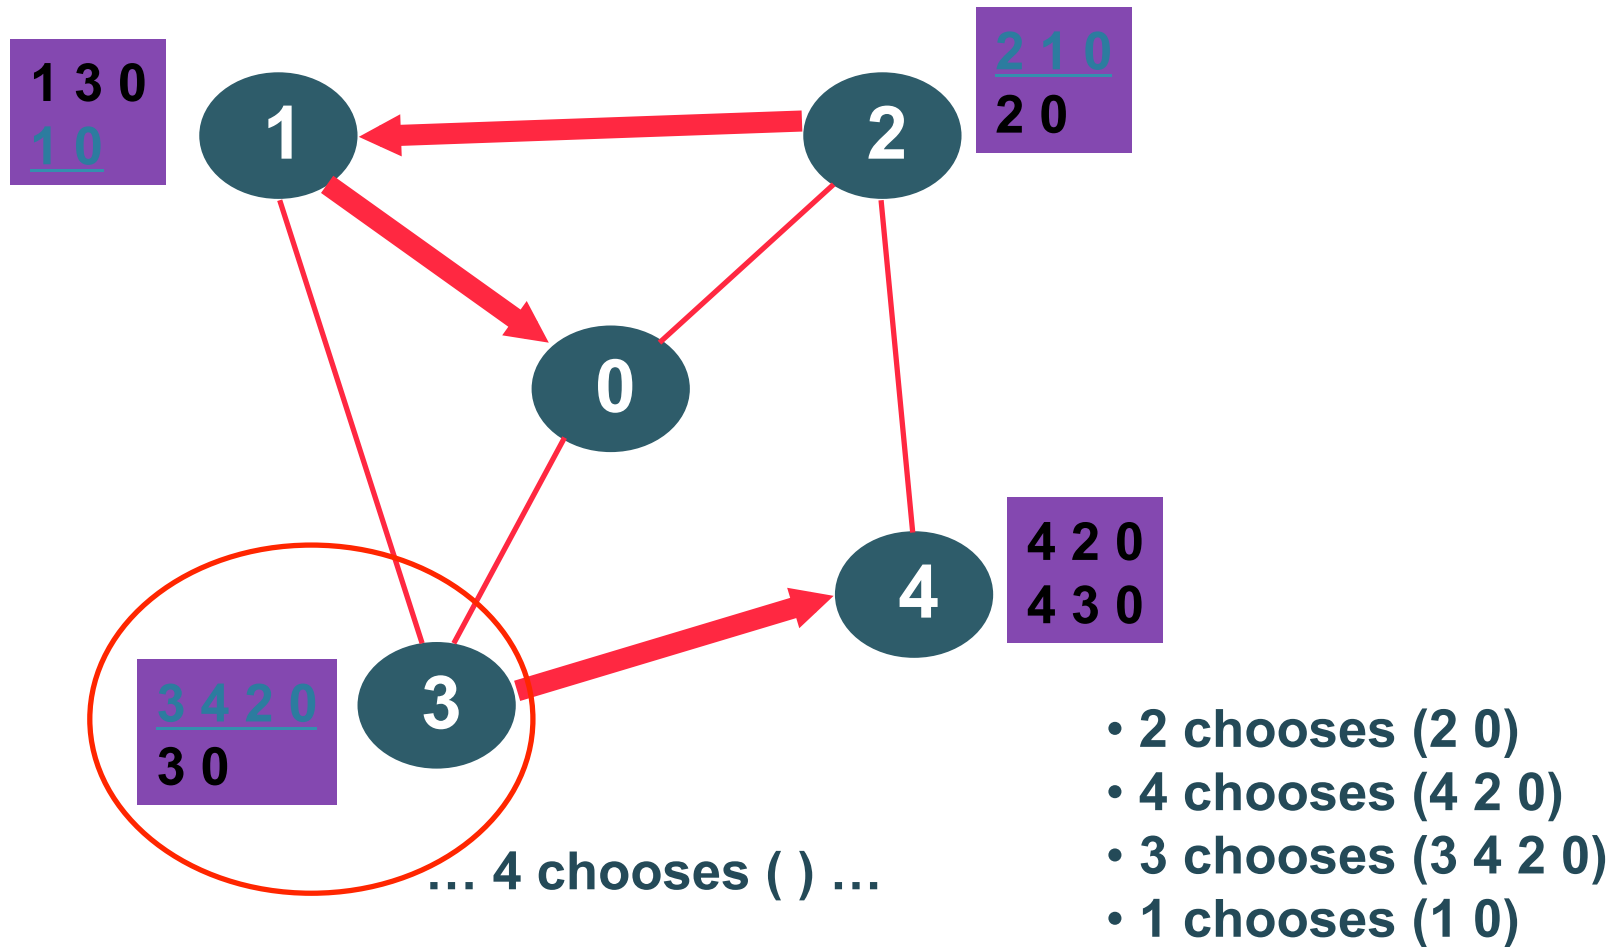 1 3 0
1 0
1
2
2 1 0
2 0
0
4
4 2 0
4 3 0
3 4 2 0
3 0
3
… 4 chooses ( ) …
• 2 chooses (2 0)
• 4 chooses (4 2 0)
• 3 chooses (3 4 2 0)
• 1 chooses (1 0)